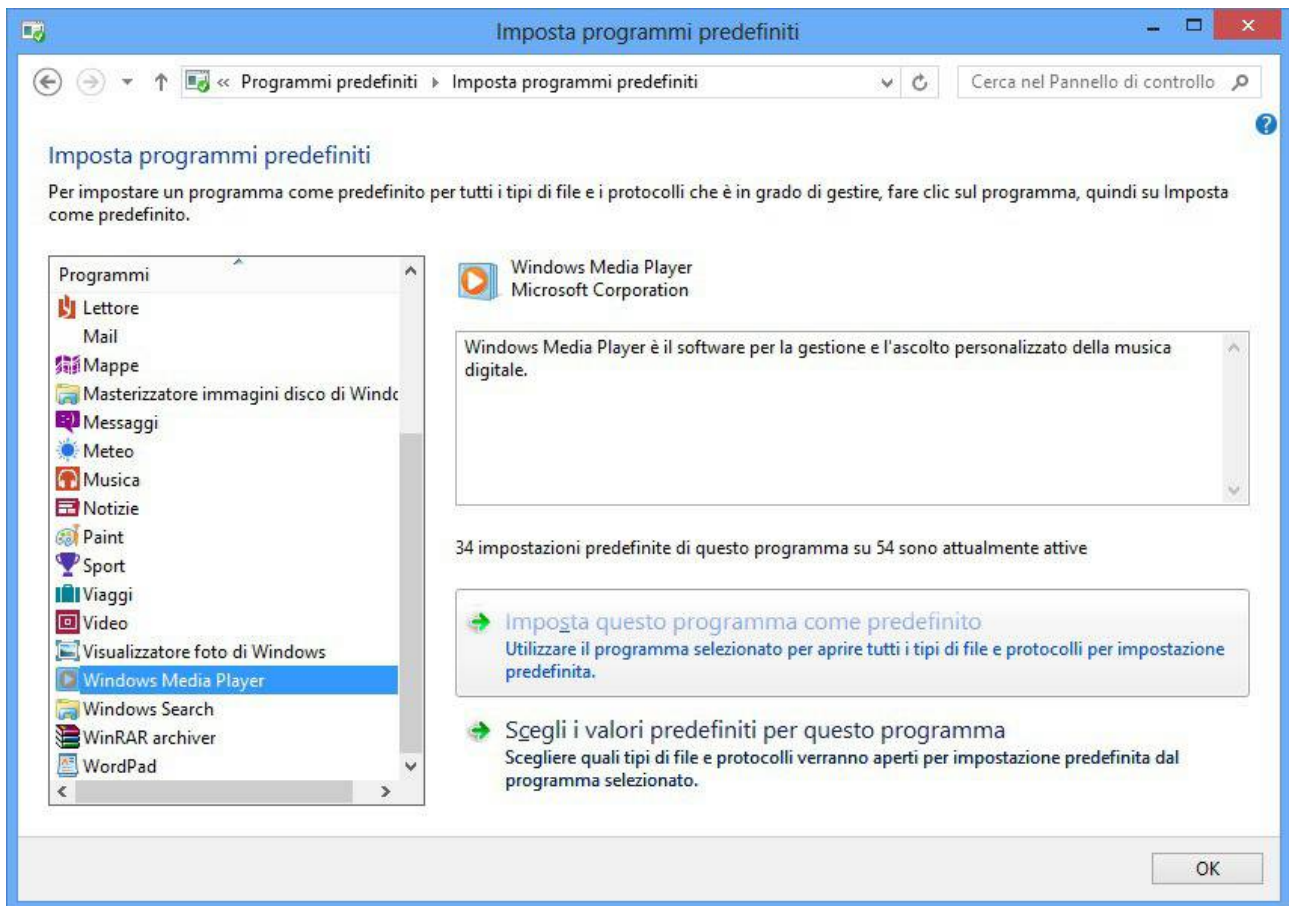 Imposta programmi predefiniti
« Programmi predefiniti ▸ Imposta programmi predefiniti
Cerca nel Pannello di controllo
Imposta programmi predefiniti
Per impostare un programma come predefinito per tutti i tipi di file e i protocolli che è in grado di gestire, fare clic sul programma, quindi su Imposta
come predefinito.
Programmi
Lettore
Mail
Mappe
Masterizzatore immagini disco di Windo
Messaggi
Meteo
Musica
Notizie
Paint
Sport
Viaggi
Video
Visualizzatore foto di Windows
Windows Media Player
Windows Search
WinRAR archiver
WordPad
Windows Media Player
Microsoft Corporation
Windows Media Player è il software per la gestione e l'ascolto personalizzato della musica
digitale.
34 impostazioni predefinite di questo programma su 54 sono attualmente attive
Imposta questo programma come predefinito
Utilizzare il programma selezionato per aprire tutti i tipi di file e protocolli per impostazione
predefinita.
Scegli i valori predefiniti per questo programma
Scegliere quali tipi di file e protocolli verranno aperti per impostazione predefinita dal
programma selezionato.
OK